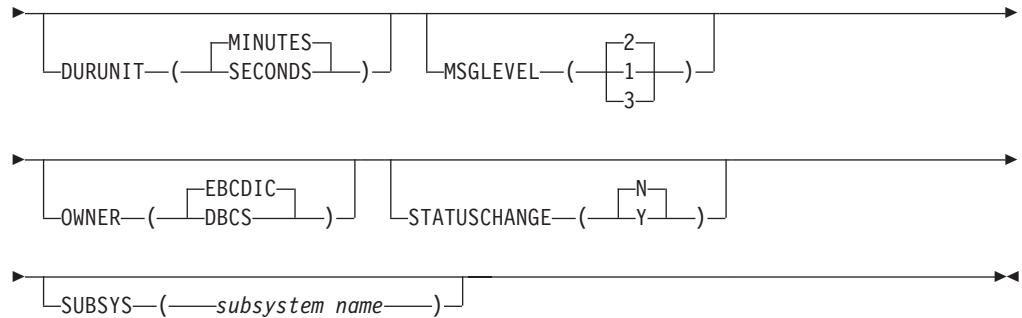 MINUTES 2
DURUNIT ( SECONDS ) MSGLEVEL ( 1 )
3
EBCDIC N
OWNER ( DBCS ) STATUSCHANGE ( Y )
SUBSYS ( subsystem name )